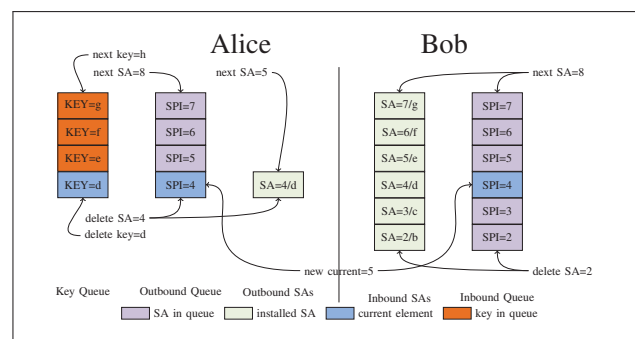 Alice
Bob
next key=h
next SA=8
next SA=5
next SA=8
KEY=g
KEY=f
KEY=e
KEY=d
SPI=7
SPI=6
SPI=5
SPI=4
SA=4/d
SA=7/g
SA=6/f
SA=5/e
SA=4/d
SA=3/c
SA=2/b
SPI=7
SPI=6
SPI=5
SPI=4
SPI=3
SPI=2
delete SA=4
delete key=d
new current=5
delete SA=2
Key Queue
Outbound Queue
Outbound SAs
Inbound SAs
Inbound Queue
SA in queue
installed SA
current element
key in queue